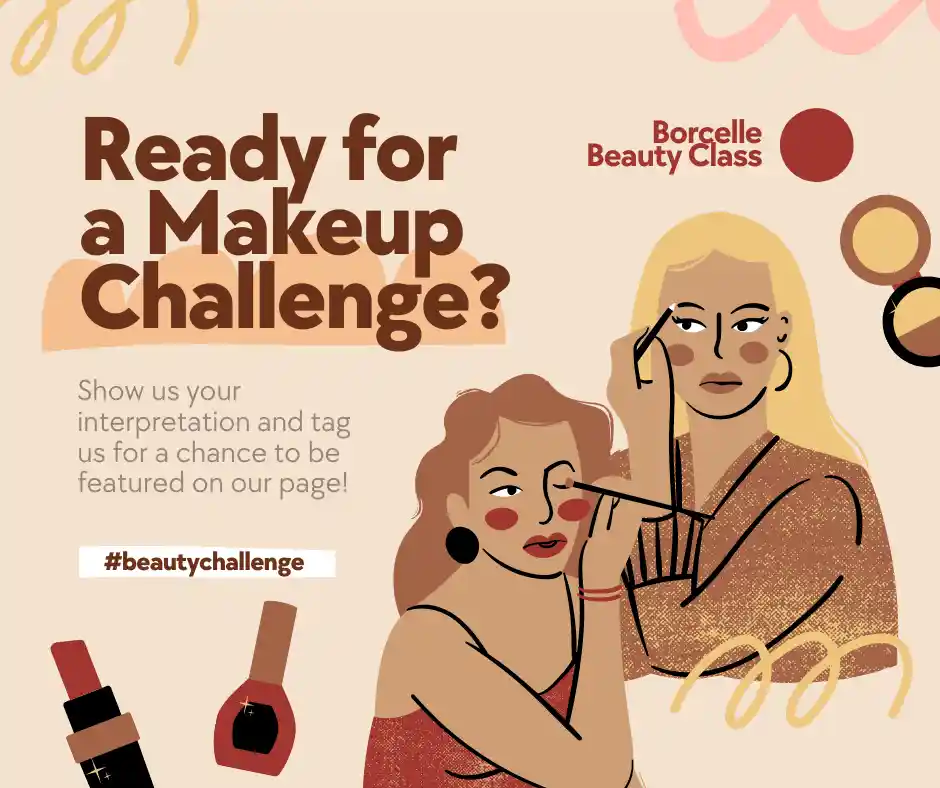 Ready for
a Makeup
Challenge?
Borcelle
Beauty Class
Show us your
interpretation and tag
us for a chance to be
featured on our page!
#beautychallenge